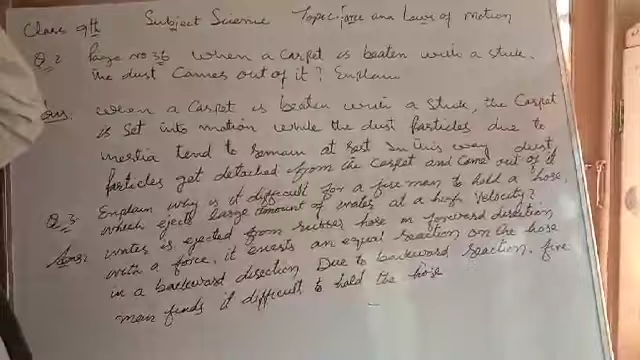 Class 9th Subject Science Topic: force and Laws of motion
Q.2 Page no 36 When a carpet is beaten with a stick.
The dust comes out of it? Explain
Ans: When a carpet is beaten with a stick, the carpet
is set into motion while the dust particles due to
inertia tend to remain at rest In this way dust
particles get detached from the carpet and come out of it
Q.3 Explain why is it difficult for a fire man to hold a hose,
which ejects large amount of water at a high velocity?
Ans: water is ejected from rubber hose in forward direction
with a force, it exerts an equal reaction on the hose
in a backward direction Due to backward reaction, fire
man finds it difficult to hold the hose